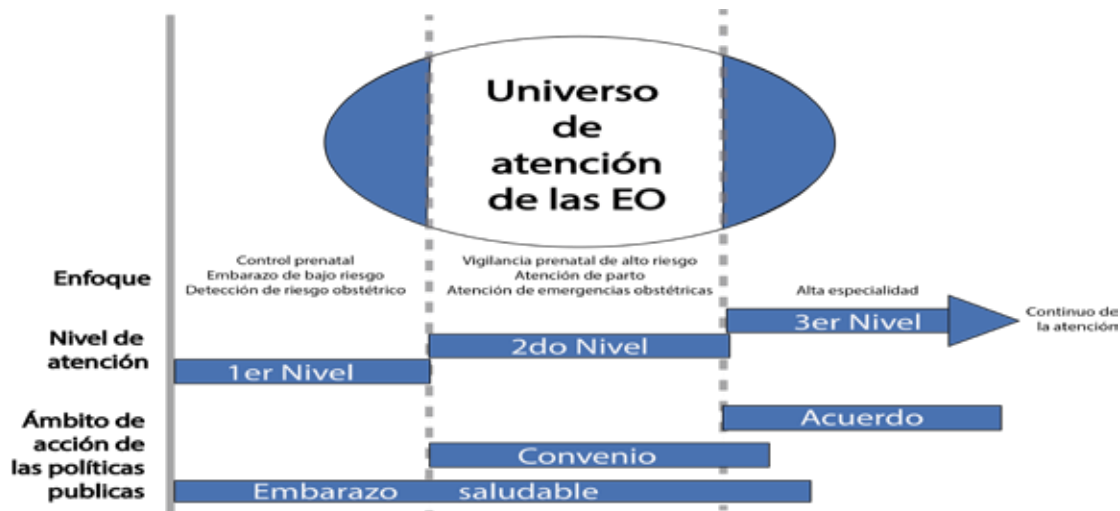 Universo
de
atención
de las EO
Enfoque
Control prenatal
Embarazo de bajo riesgo
Detección de riesgo obstétrico
Vigilancia prenatal de alto riesgo
Atención de parto
Atención de emergencias obstétricas
Alta especialidad
Nivel de
atención
1er Nivel
2do Nivel
3er Nivel
Continuo de
la atención
Ámbito de
acción de
las políticas
publicas
Acuerdo
Convenio
Embarazo saludable